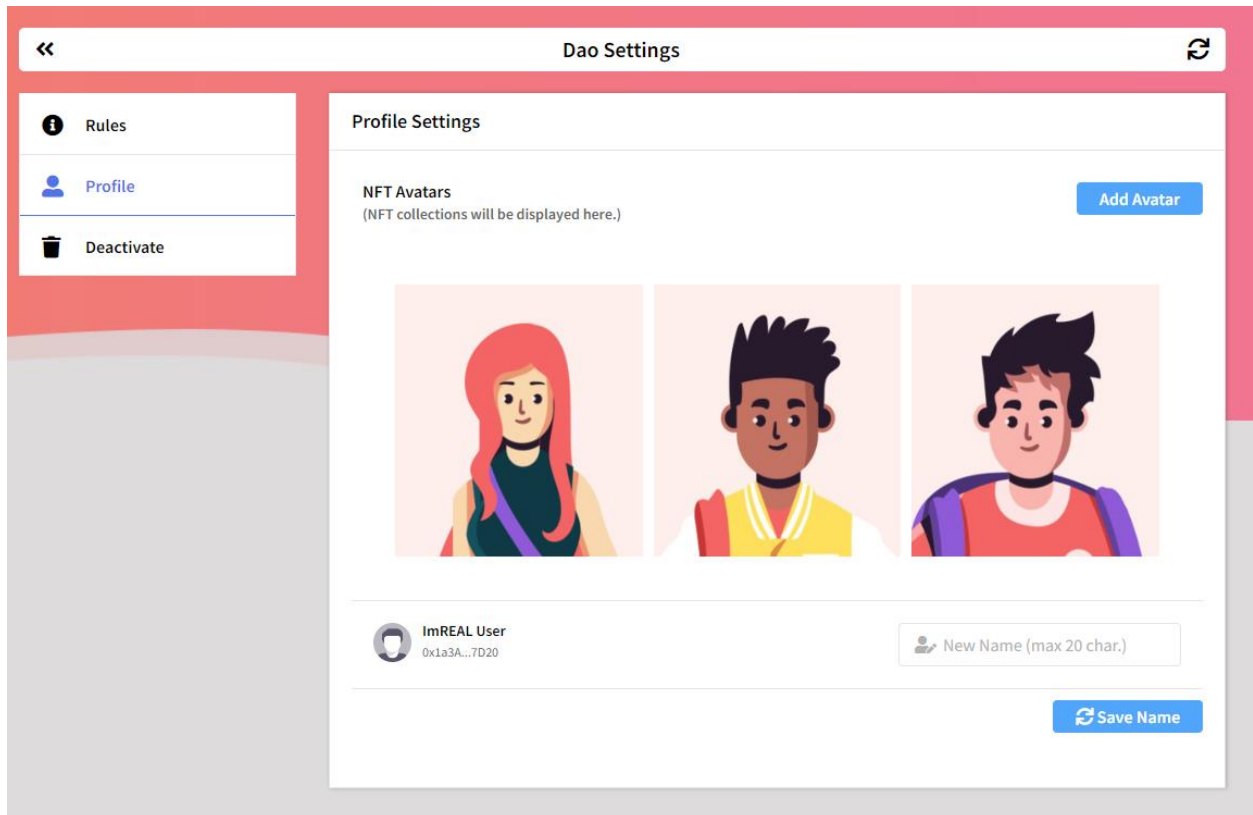 Dao Settings
Rules
Profile
Deactivate
Profile Settings
NFT Avatars
(NFT collections will be displayed here.)
Add Avatar
ImREAL User
0x1a3A...7D20
New Name (max 20 char.)
Save Name